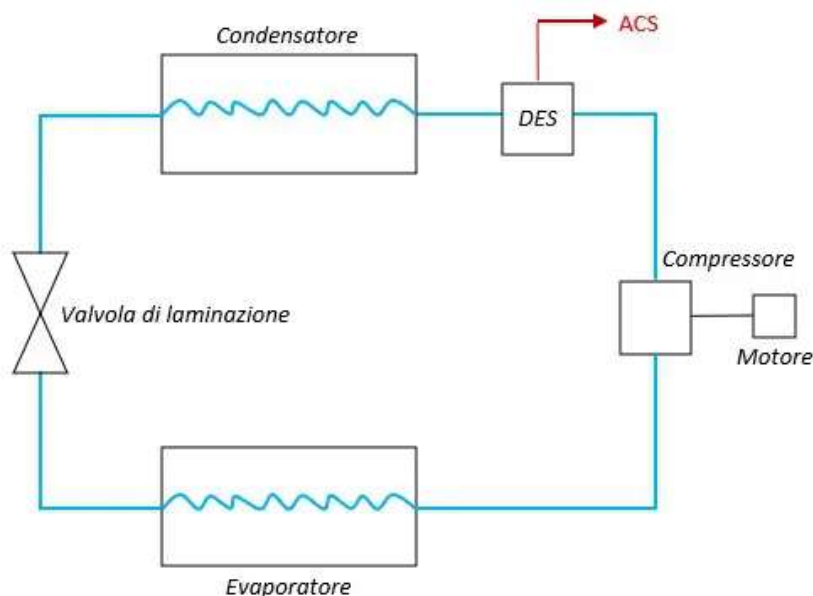 Condensatore
ACS
DES
Compressore
Valvola di laminazione
Motore
Evaporatore